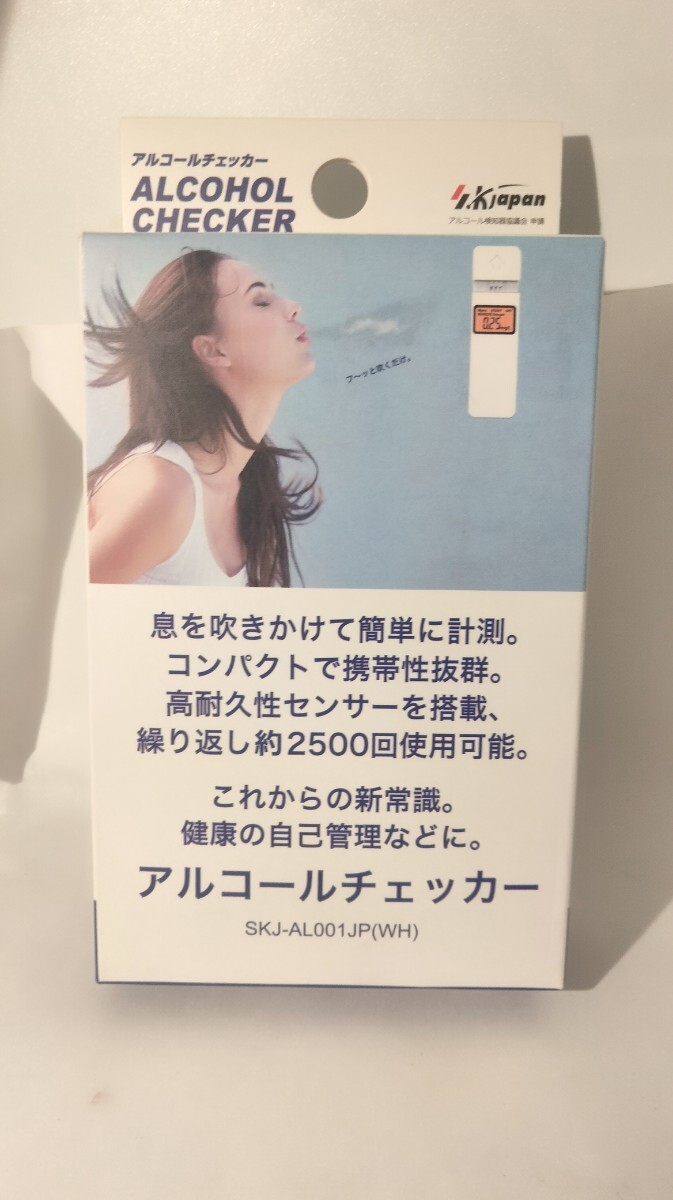 アルコールチェッカー
ALCOHOL
CHECKER
SKJapan
アルコール検知器協議会 申請
フ〜ッと吹くだけ。
0.25
息を吹きかけて簡単に計測。
コンパクトで携帯性抜群。
高耐久性センサーを搭載、
繰り返し約2500回使用可能。
これからの新常識。
健康の自己管理などに。
アルコールチェッカー
SKJ-AL001JP(WH)